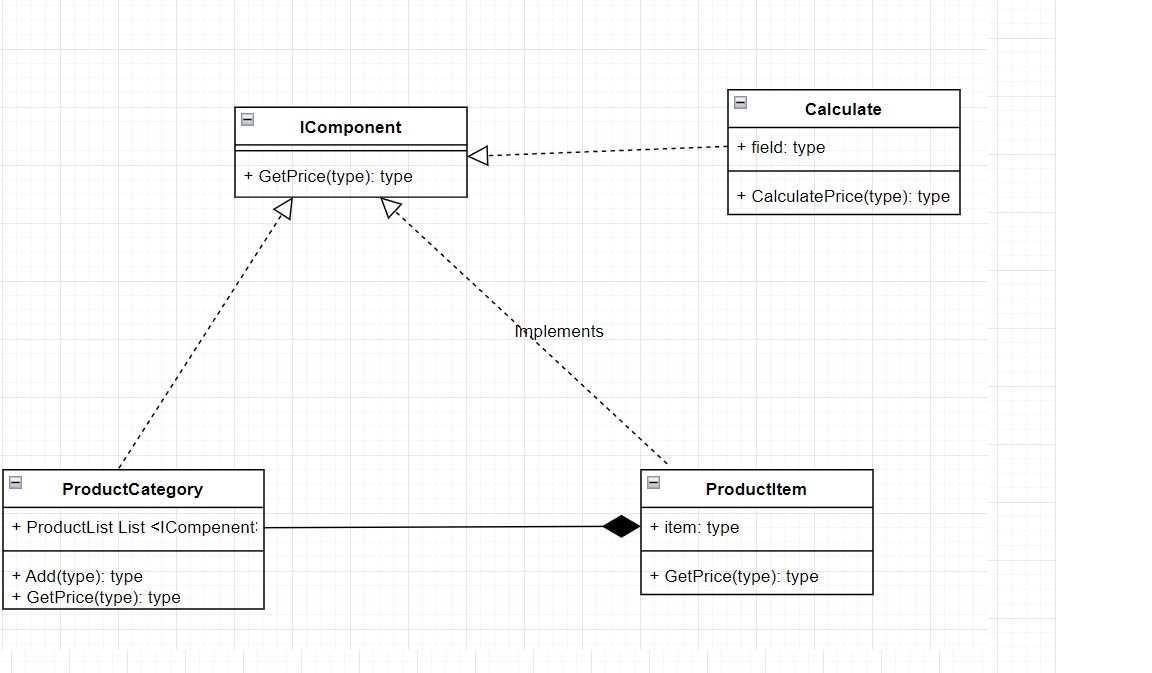 IComponent
+ GetPrice(type): type
Calculate
+ field: type
+ CalculatePrice(type): type
Implements
ProductCategory
+ ProductList List <ICompenent
+ Add(type): type
+ GetPrice(type): type
ProductItem
+ item: type
+ GetPrice(type): type